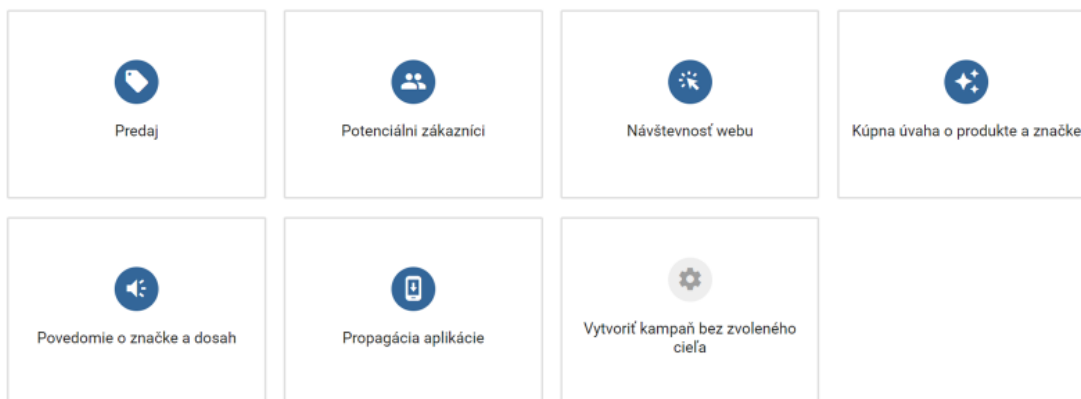 Predaj
Potenciálni zákazníci
Návštevnosť webu
Kúpna úvaha o produkte a značke
Povedomie o značke a dosah
Propagácia aplikácie
Vytvoriť kampaň bez zvoleného
cieľa